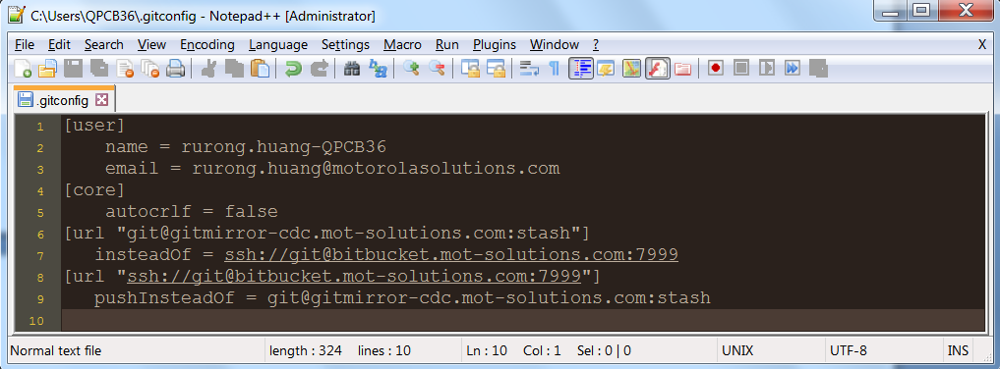 C:\Users\QPCB36\.gitconfig - Notepad++ [Administrator]
File Edit Search View Encoding Language Settings Macro Run Plugins Window ? X
.gitconfig
1 [user]
2 name = rurong.huang-QPCB36
3 email = rurong.huang@motorolasolutions.com
4 [core]
5 autocrlf = false
6 [url "git@gitmirror-cdc.mot-solutions.com:stash"]
7 insteadOf = ssh://git@bitbucket.mot-solutions.com:7999
8 [url "ssh://git@bitbucket.mot-solutions.com:7999"]
9 pushInsteadOf = git@gitmirror-cdc.mot-solutions.com:stash
10
Normal text file length : 324 lines : 10 Ln : 10 Col : 1 Sel : 0 | 0 UNIX UTF-8 INS